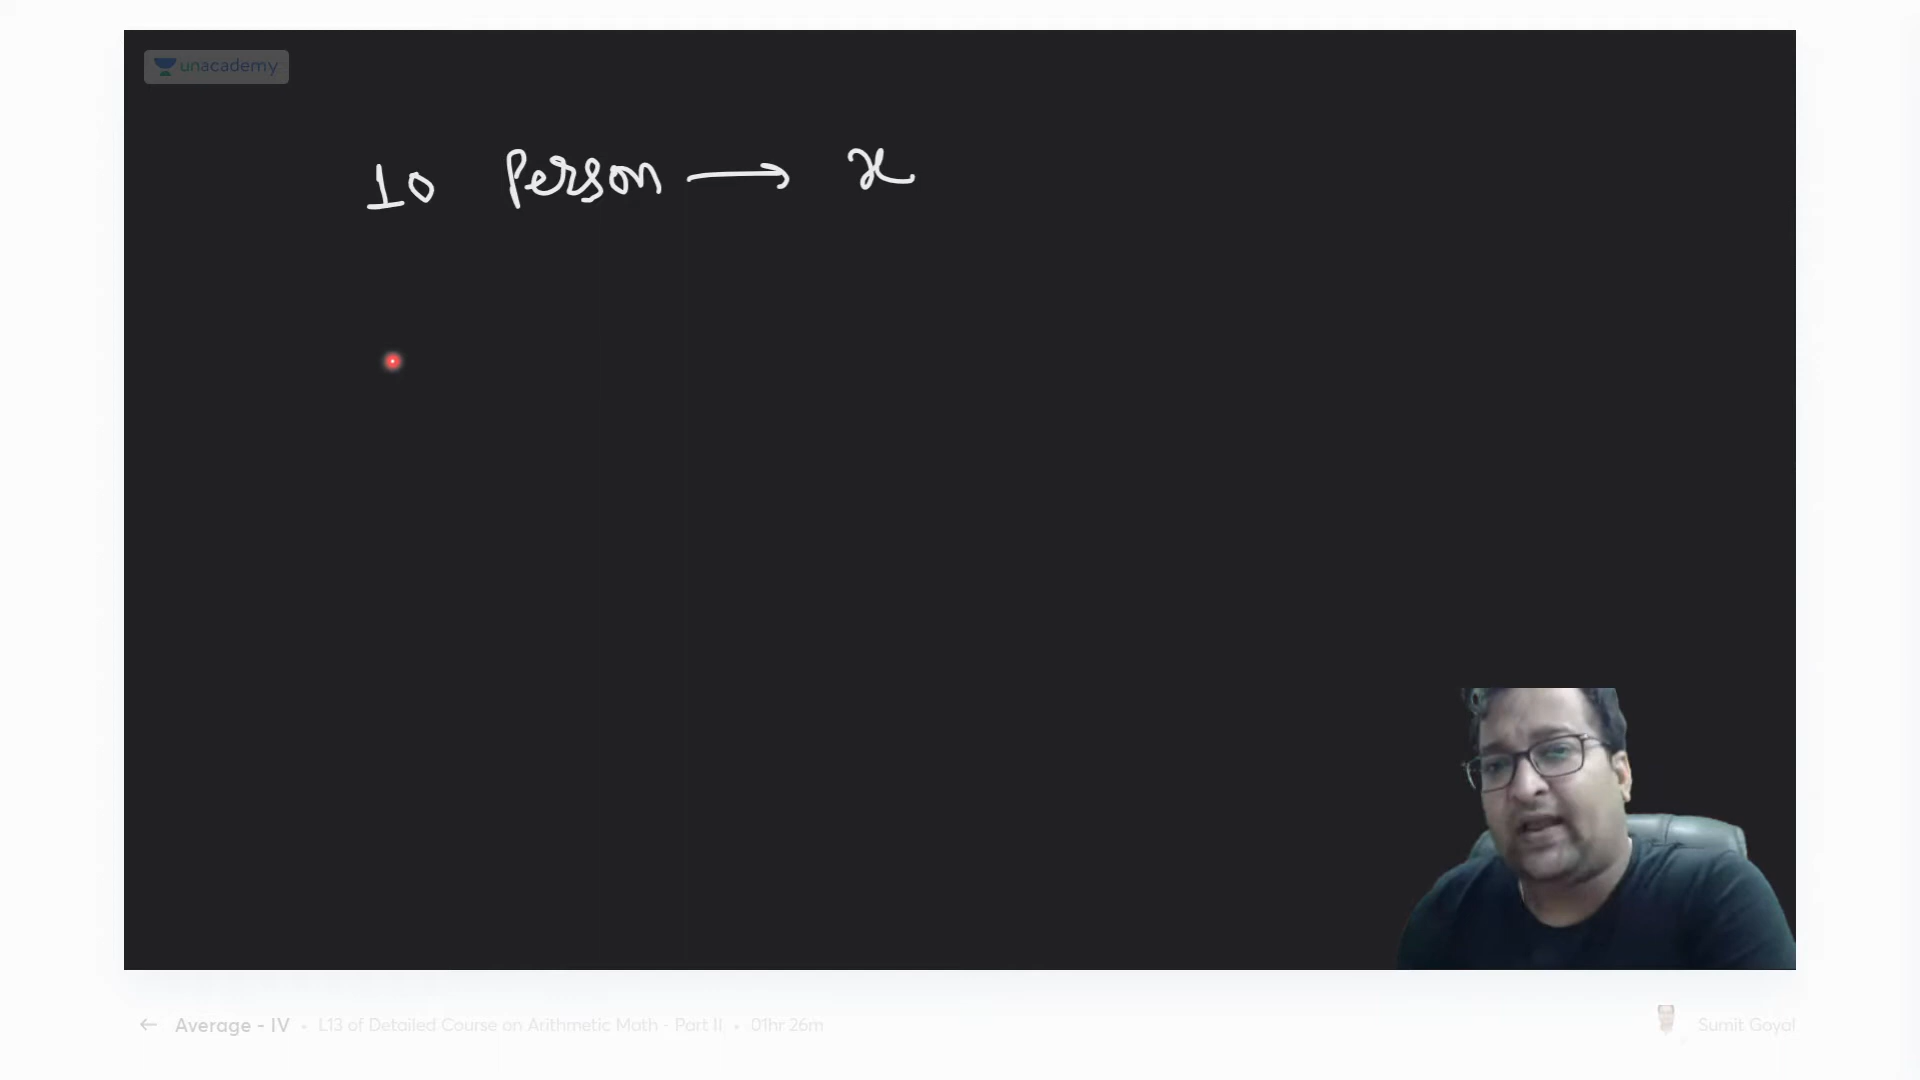 unacademy
10 Person → x
← Average - IV • L13 of Detailed Course on Arithmetic Math - Part II • 01hr 26m
Sumit Goyal